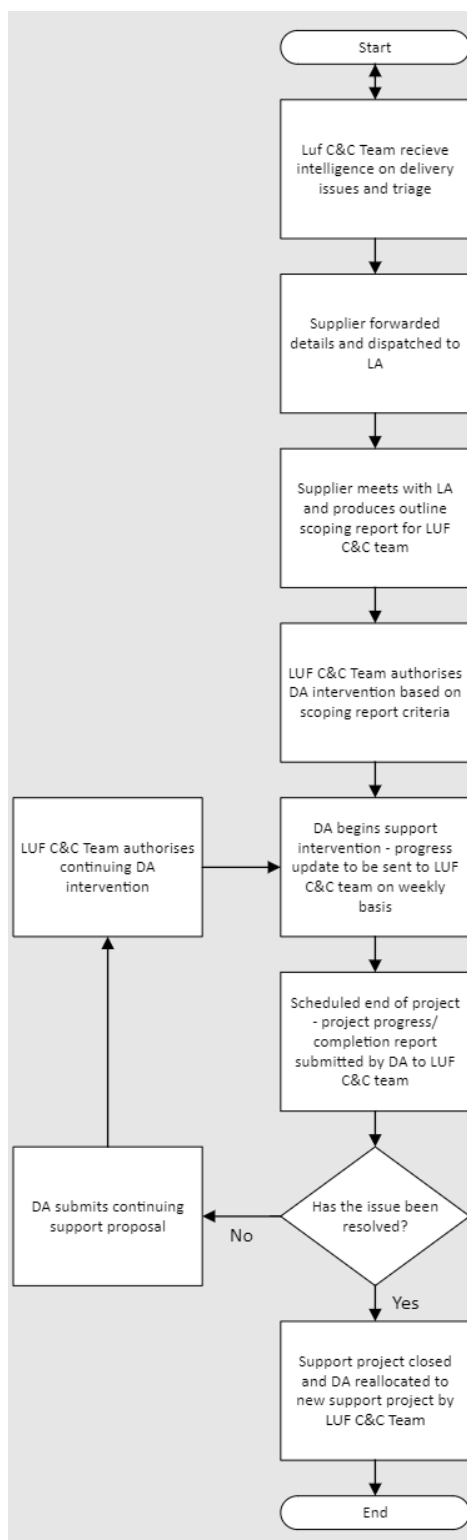 Start
Luf C&C Team recieve
intelligence on delivery
issues and triage
Supplier forwarded
details and dispatched to
LA
Supplier meets with LA
and produces outline
scoping report for LUF
C&C team
LUF C&C Team authorises
DA intervention based on
scoping report criteria
LUF C&C Team authorises
continuing DA
intervention
DA begins support
intervention - progress
update to be sent to LUF
C&C team on weekly
basis
Scheduled end of project
- project progress/
completion report
submitted by DA to LUF
C&C team
DA submits continuing
support proposal
No
Has the issue been
resolved?
Yes
Support project closed
and DA reallocated to
new support project by
LUF C&C Team
End